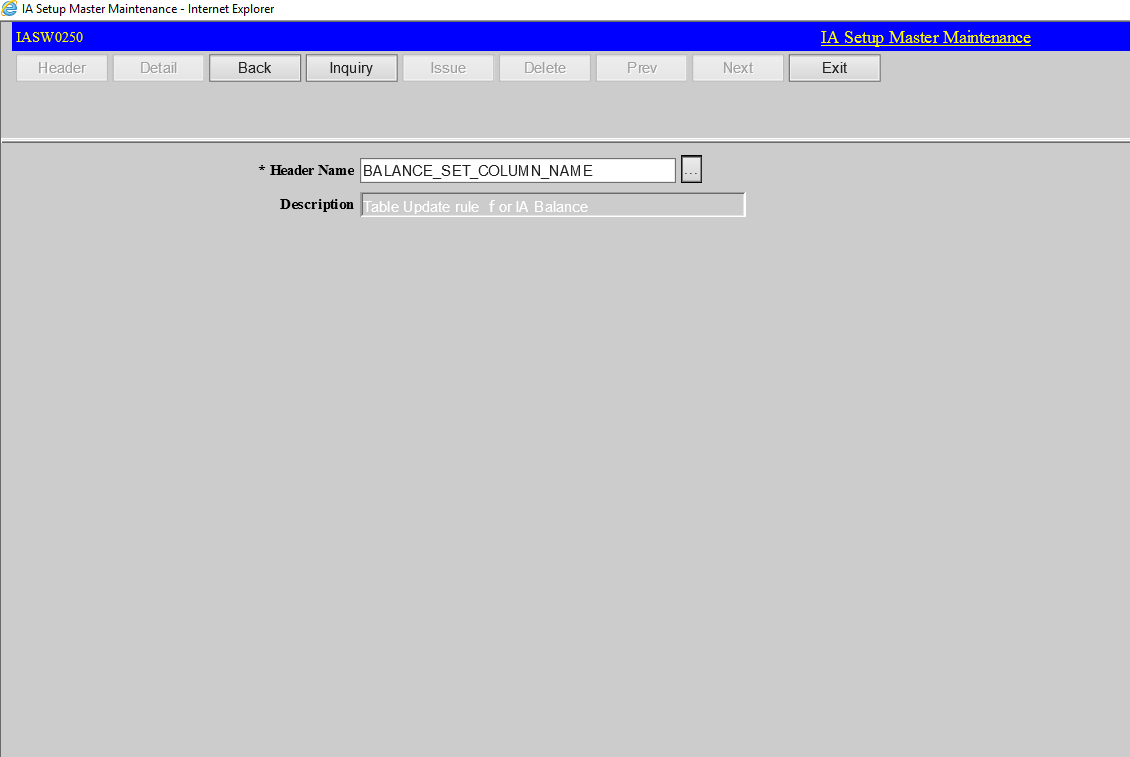 IA Setup Master Maintenance - Internet Explorer
IASW0250 IA Setup Master Maintenance
Header Detail Back Inquiry Issue Delete Prev Next Exit
* Header Name BALANCE_SET_COLUMN_NAME ...
Description Table Update rule f or IA Balance